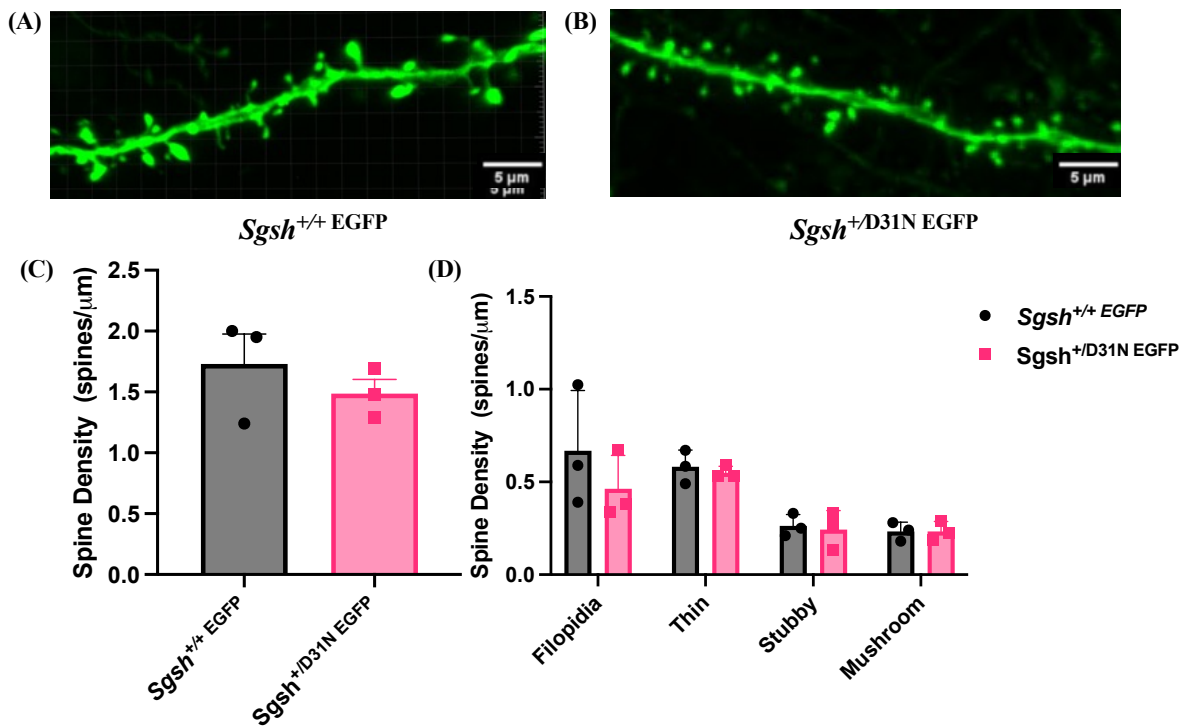 (A)
(B)
5 µm
5 µm
5 µm
Sgsh+/+ EGFP
Sgsh+/D31N EGFP
(C)
Spine Density (spines/µm)
2.5
2.0
1.5
1.0
0.5
0.0
Sgsh+/+ EGFP
Sgsh+/D31N EGFP
(D)
Spine Density (spines/µm)
1.5
1.0
0.5
0.0
Filopidia
Thin
Stubby
Mushroom
Sgsh+/+ EGFP
Sgsh+/D31N EGFP